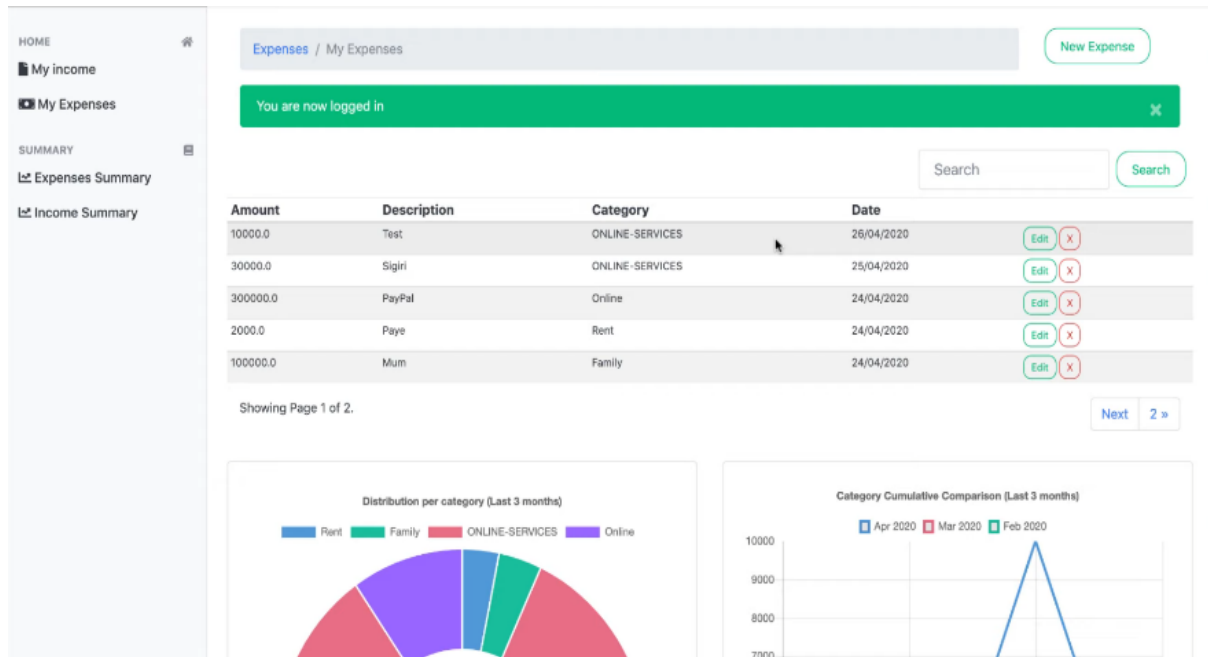 HOME
My income
My Expenses
SUMMARY
Expenses Summary
Income Summary
Expenses / My Expenses
New Expense
You are now logged in ×
Search Search
Amount Description Category Date
10000.0 Test ONLINE-SERVICES 26/04/2020 Edit X
30000.0 Sigiri ONLINE-SERVICES 25/04/2020 Edit X
300000.0 PayPal Online 24/04/2020 Edit X
2000.0 Paye Rent 24/04/2020 Edit X
100000.0 Mum Family 24/04/2020 Edit X
Showing Page 1 of 2.
Next 2 »
Distribution per category (Last 3 months)
Rent Family ONLINE-SERVICES Online
Category Cumulative Comparison (Last 3 months)
Apr 2020 Mar 2020 Feb 2020
10000
9000
8000
7000